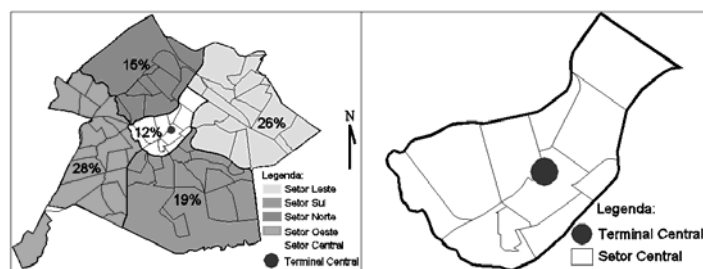 15%
12%
26%
28%
19%
N
Legenda:
Setor Leste
Setor Sul
Setor Norte
Setor Oeste
Setor Central
Terminal Central
Legenda:
Terminal Central
Setor Central